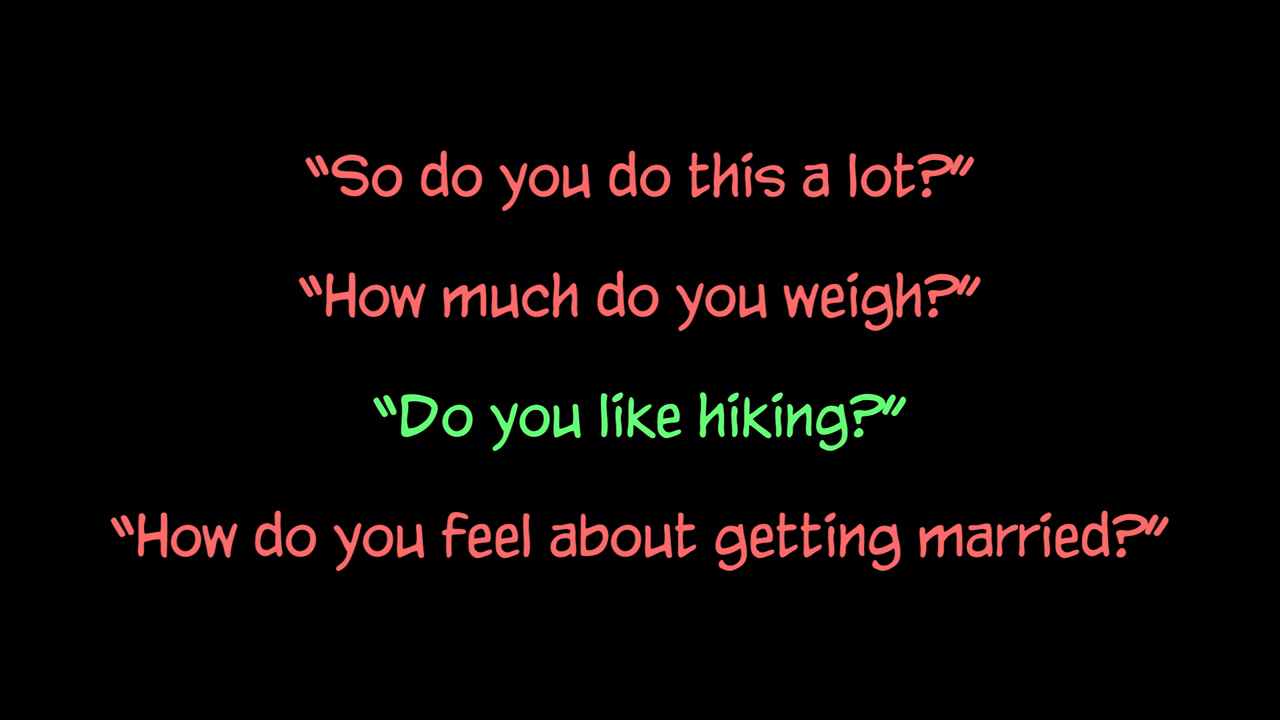 “So do you do this a lot?”
“How much do you weigh?”
“Do you like hiking?”
“How do you feel about getting married?”